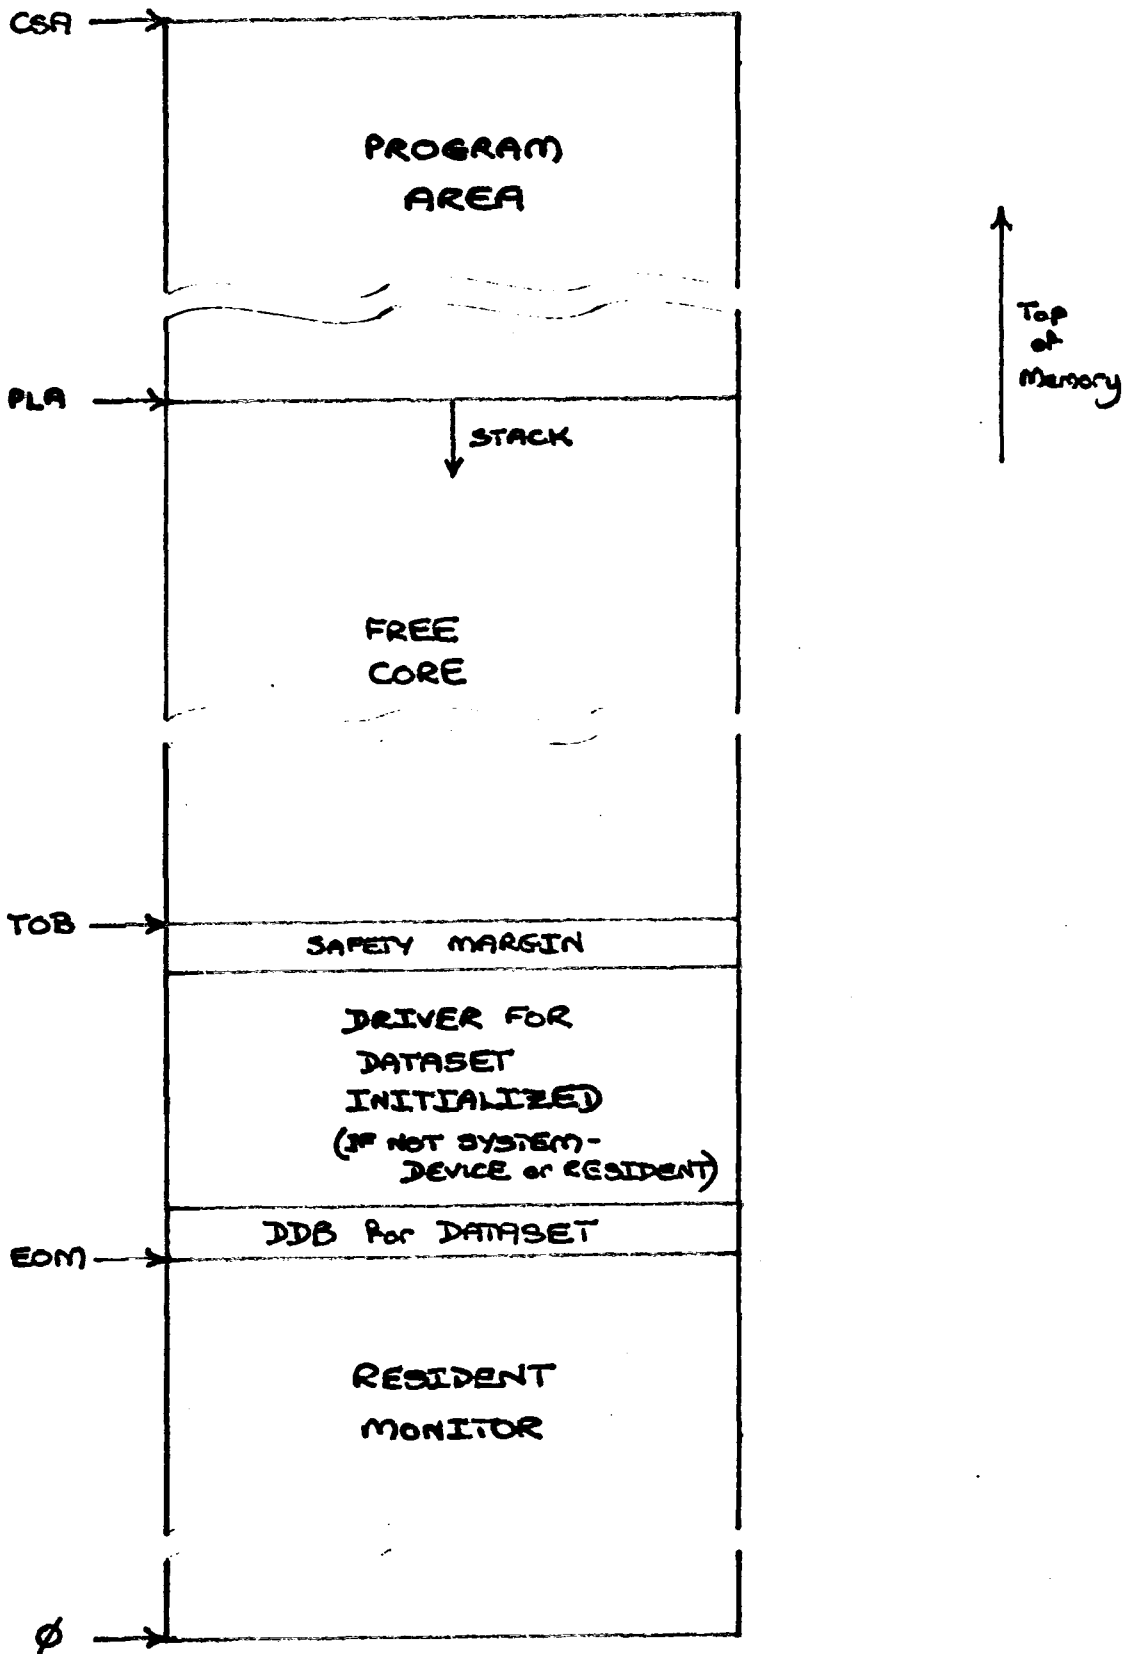 CSA
PROGRAM
AREA
Top
of
Memory
PLA
STACK
FREE
CORE
TOB
SAFETY MARGIN
DRIVER FOR
DATASET
INITIALIZED
(IF NOT SYSTEM-
DEVICE or RESIDENT)
DDB for DATASET
EOM
RESIDENT
MONITOR
Ø